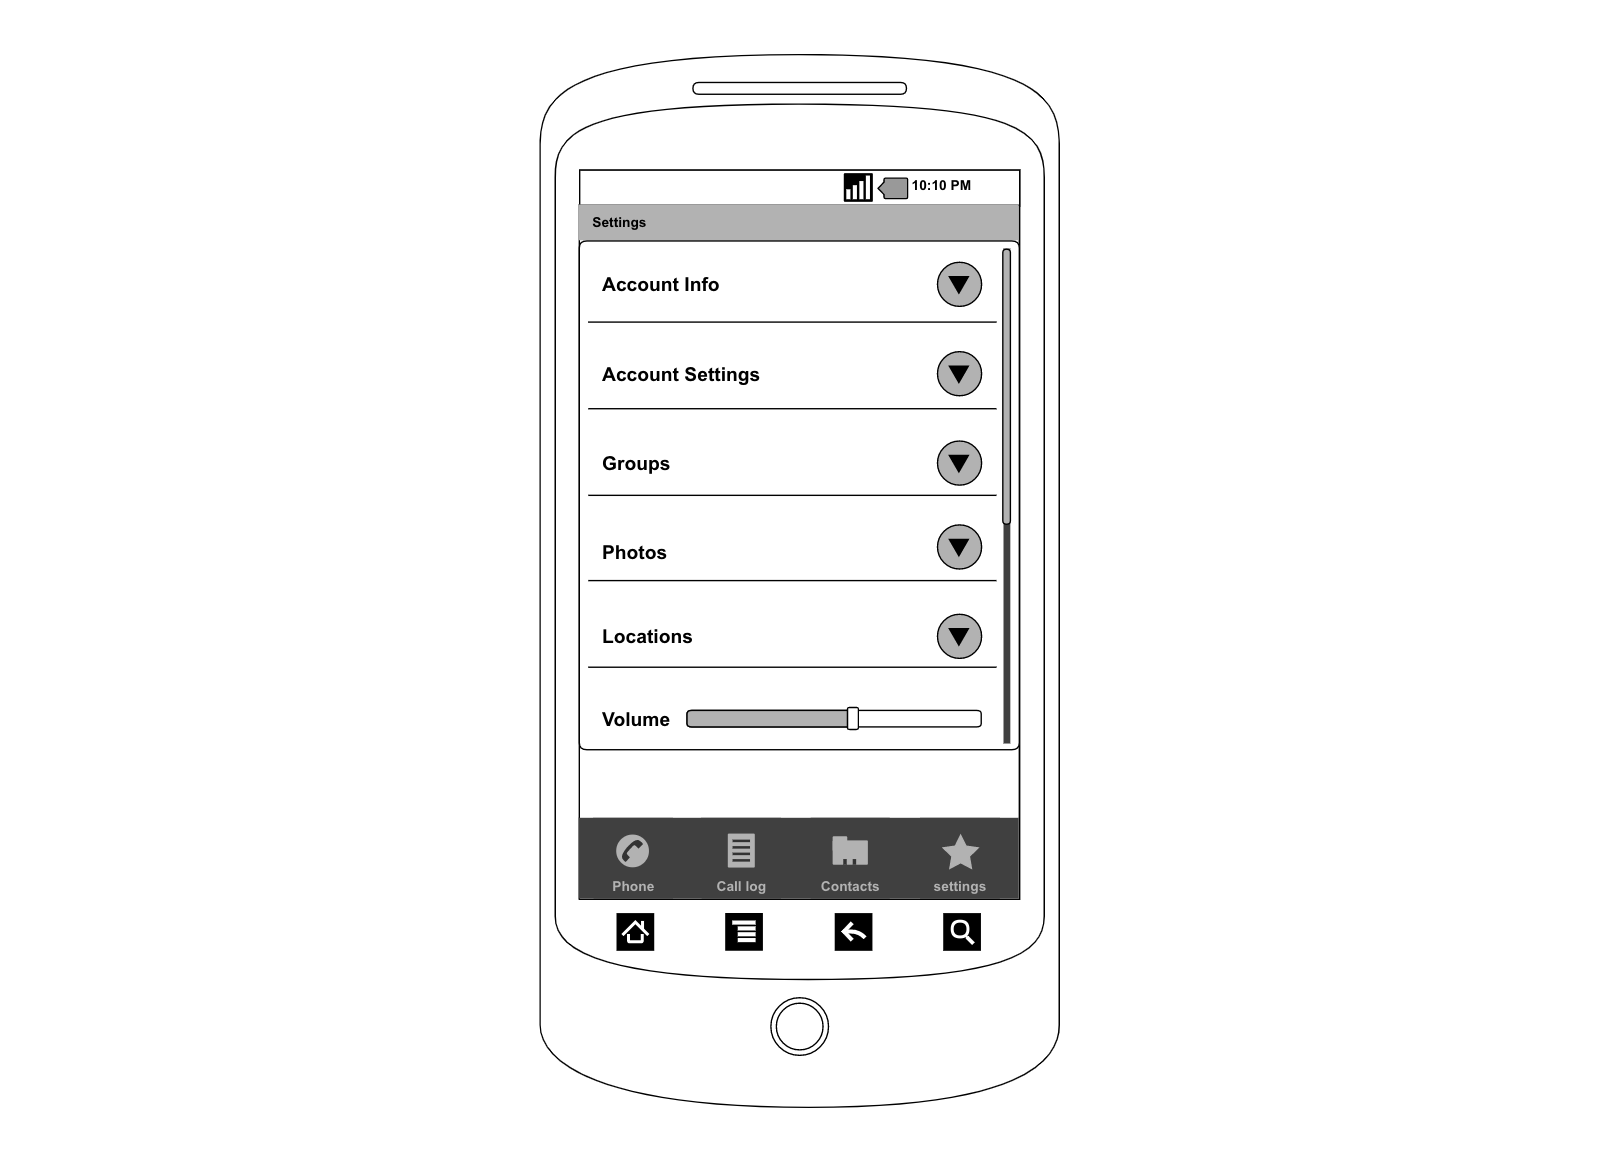 10:10 PM
Settings
Account Info
Account Settings
Groups
Photos
Locations
Volume
Phone Call log Contacts settings